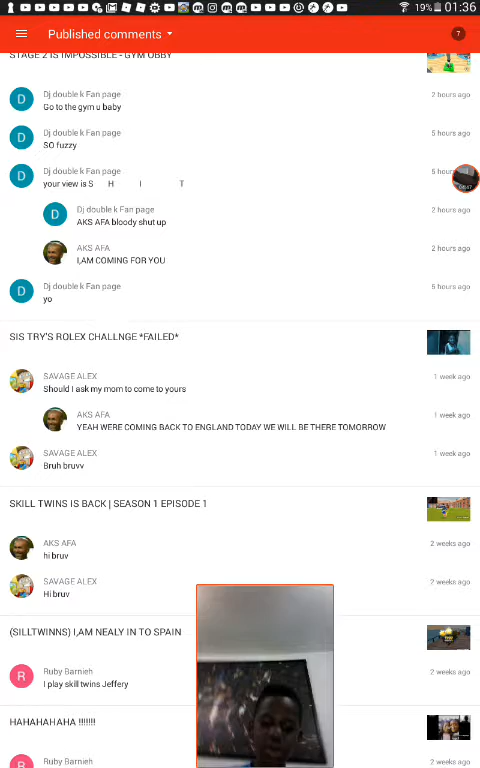 19% 01:36
Published comments
7
STAGE 2 IS IMPOSSIBLE - GYM OBBY
D
Dj double k Fan page
2 hours ago
Go to the gym u baby
D
Dj double k Fan page
5 hours ago
SO fuzzy
D
Dj double k Fan page
5 hours
your view is S H I T
D
Dj double k Fan page
2 hours ago
AKS AFA bloody shut up
AKS AFA
2 hours ago
I,AM COMING FOR YOU
D
Dj double k Fan page
5 hours ago
yo
SIS TRY'S ROLEX CHALLNGE *FAILED*
SAVAGE ALEX
1 week ago
Should I ask my mom to come to yours
AKS AFA
1 week ago
YEAH WERE COMING BACK TO ENGLAND TODAY WE WILL BE THERE TOMORROW
SAVAGE ALEX
1 week ago
Bruh bruvv
SKILL TWINS IS BACK | SEASON 1 EPISODE 1
AKS AFA
2 weeks ago
hi bruv
SAVAGE ALEX
2 weeks ago
Hi bruv
(SILLTWINNS) I,AM NEALY IN TO SPAIN
R
Ruby Barnieh
2 weeks ago
I play skill twins Jeffery
HAHAHAHAHA !!!!!!!
R
Ruby Barnieh
2 weeks ago